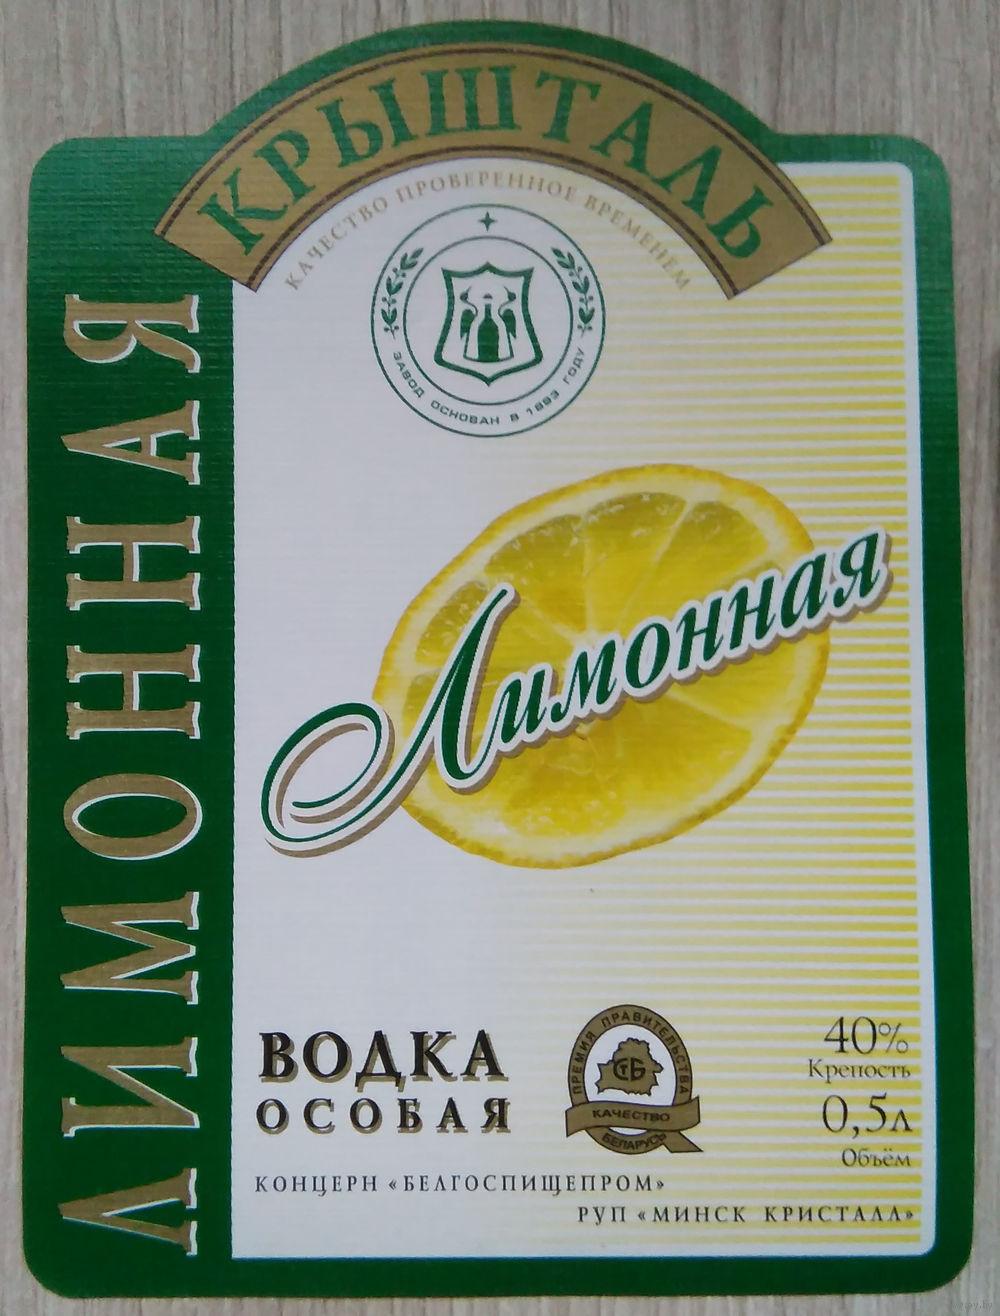 КРЫШТАЛЬ
КАЧЕСТВО ПРОВЕРЕННОЕ ВРЕМЕНЕМ
ЗАВОД ОСНОВАН В 1893 ГОДУ
ЛИМОННАЯ
Лимонная
ВОДКА
ОСОБАЯ
ПРЕМИЯ ПРАВИТЕЛЬСТВА
СТБ
КАЧЕСТВО
БЕЛАРУСЬ
40%
Крепость
0,5л
Объём
КОНЦЕРН «БЕЛГОСПИЩЕПРОМ»
РУП «МИНСК КРИСТАЛЛ»